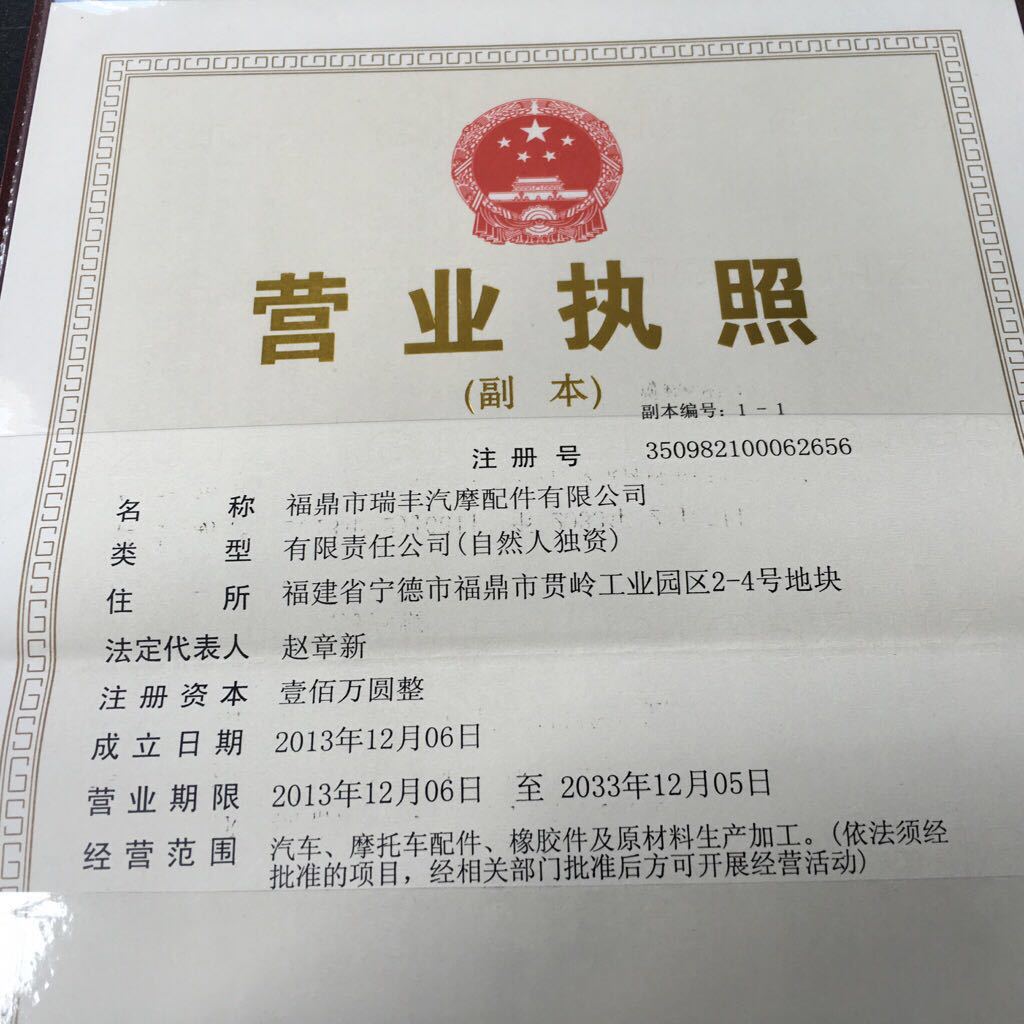 营业执照
(副 本)
副本编号：1 - 1
注册号 350982100062656
名称 福鼎市瑞丰汽摩配件有限公司
类型 有限责任公司(自然人独资)
住所 福建省宁德市福鼎市贯岭工业园区2-4号地块
法定代表人 赵章新
注册资本 壹佰万圆整
成立日期 2013年12月06日
营业期限 2013年12月06日 至 2033年12月05日
经营范围 汽车、摩托车配件、橡胶件及原材料生产加工。(依法须经
批准的项目，经相关部门批准后方可开展经营活动)